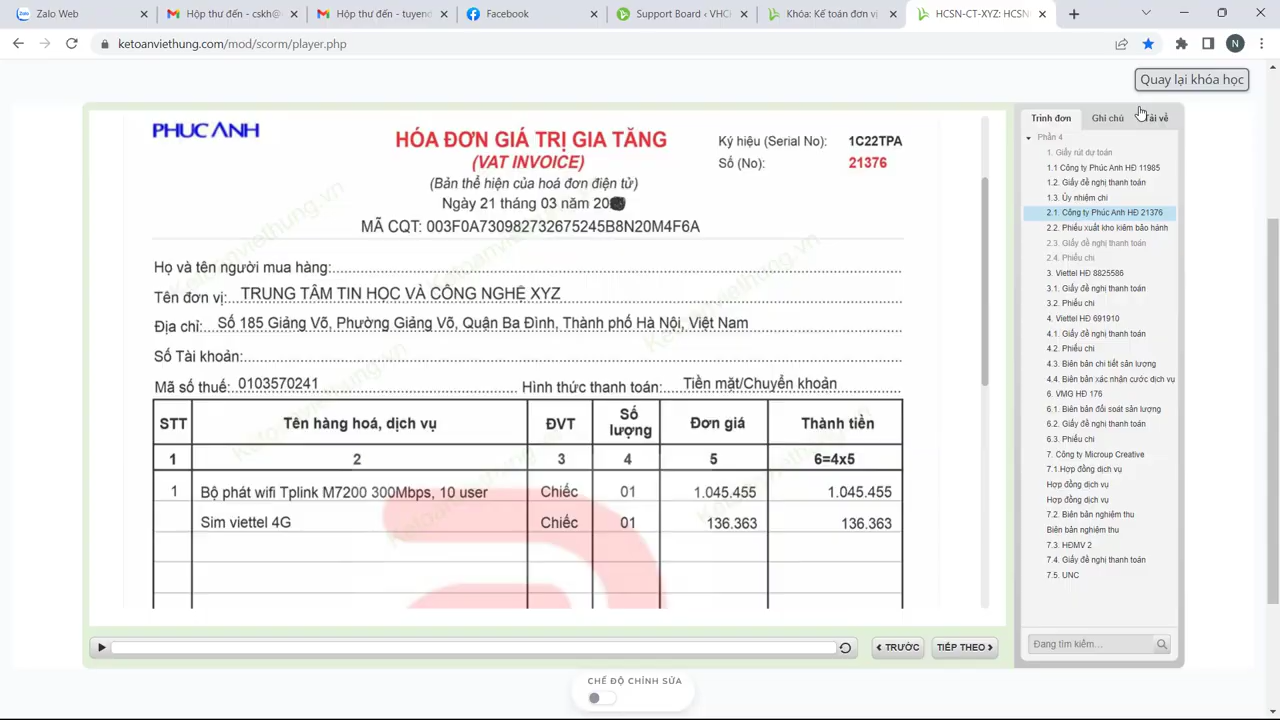 Zalo Web
Hộp thư đến - cskh@
Hộp thư đến - tuyend
Facebook
Support Board ‹ VHC
Khóa: Kế toán đơn v
HCSN-CT-XYZ: HCSN
ketoanviethung.com/mod/scorm/player.php
N
Quay lại khóa học
PHUC ANH
HÓA ĐƠN GIÁ TRỊ GIA TĂNG
(VAT INVOICE)
(Bản thể hiện của hoá đơn điện tử)
Ngày 21 tháng 03 năm 20
MÃ CQT: 003F0A730982732675245B8N20M4F6A
Ký hiệu (Serial No): 1C22TPA
Số (No): 21376
Họ và tên người mua hàng:
Tên đơn vị: TRUNG TÂM TIN HỌC VÀ CÔNG NGHỆ XYZ
Địa chỉ: Số 185 Giảng Võ, Phường Giảng Võ, Quận Ba Đình, Thành phố Hà Nội, Việt Nam
Số Tài khoản:
Mã số thuế: 0103570241 Hình thức thanh toán: Tiền mặt/Chuyển khoản
STT Tên hàng hoá, dịch vụ ĐVT Số lượng Đơn giá Thành tiền
1 2 3 4 5 6=4x5
1 Bộ phát wifi Tplink M7200 300Mbps, 10 user Chiếc 01 1.045.455 1.045.455
Sim viettel 4G Chiếc 01 136.363 136.363
Ketoanviethung.vn
TRƯỚC
TIẾP THEO
Trình đơn Ghi chú Tài về
Phần 4
1. Giấy rút dự toán
1.1 Công ty Phúc Anh HĐ 11985
1.2. Giấy đề nghị thanh toán
1.3. Ủy nhiệm chi
2.1. Công ty Phúc Anh HĐ 21376
2.2. Phiếu xuất kho kiêm bảo hành
2.3. Giấy đề nghị thanh toán
2.4. Phiếu chi
3. Viettel HĐ 8825586
3.1. Giấy đề nghị thanh toán
3.2. Phiếu chi
4. Viettel HĐ 691910
4.1. Giấy đề nghị thanh toán
4.2. Phiếu chi
4.3. Biên bản chi tiết sản lượng
4.4. Biên bản xác nhận cước dịch vụ
6. VMG HĐ 176
6.1. Biên bản đối soát sản lượng
6.2. Giấy đề nghị thanh toán
6.3. Phiếu chi
7. Công ty Microup Creative
7.1.Hợp đồng dịch vụ
Hợp đồng dịch vụ
Hợp đồng dịch vụ
7.2. Biên bản nghiệm thu
Biên bản nghiệm thu
7.3. HĐMV 2
7.4. Giấy đề nghị thanh toán
7.5. UNC
Đang tìm kiếm...
CHẾ ĐỘ CHỈNH SỬA